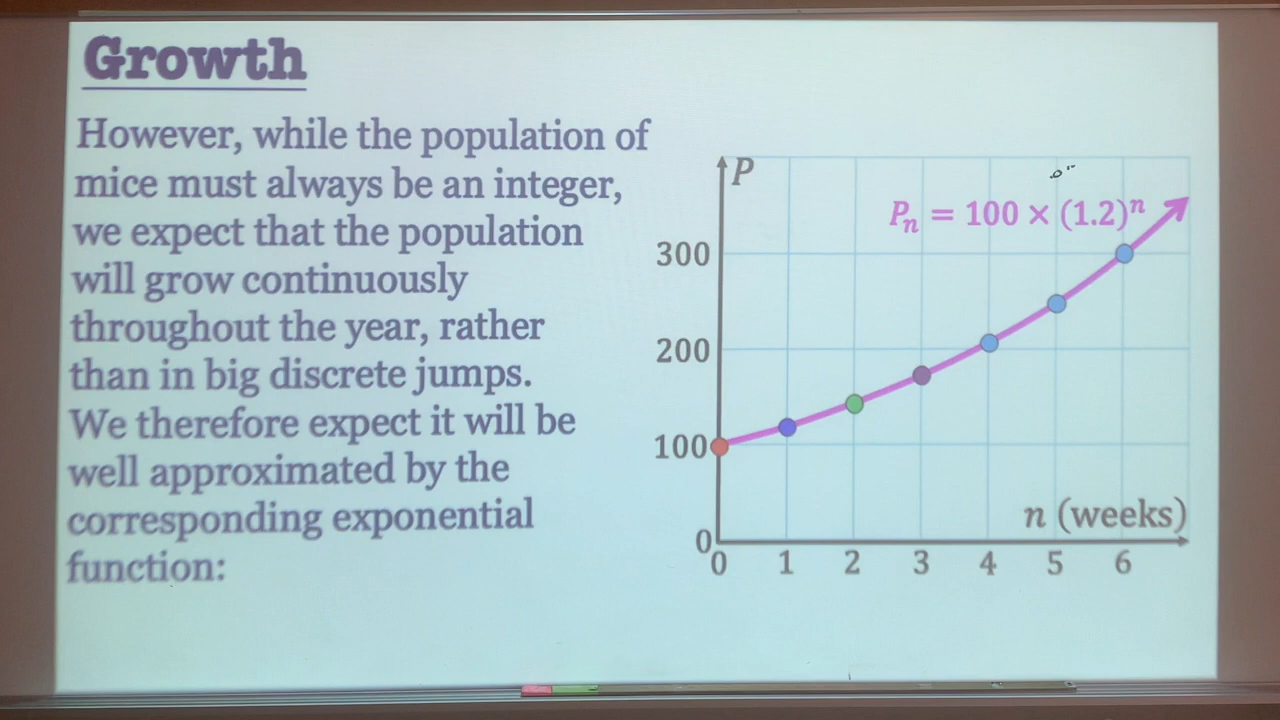 Growth
However, while the population of
mice must always be an integer,
we expect that the population
will grow continuously
throughout the year, rather
than in big discrete jumps.
We therefore expect it will be
well approximated by the
corresponding exponential
function:
P
Pₙ = 100 × (1.2)ⁿ
300
200
100
0
n (weeks)
0 1 2 3 4 5 6